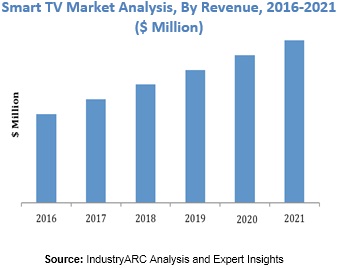 Smart TV Market Analysis, By Revenue, 2016-2021
($ Million)
$ Million
2016 2017 2018 2019 2020 2021
Source: IndustryARC Analysis and Expert Insights